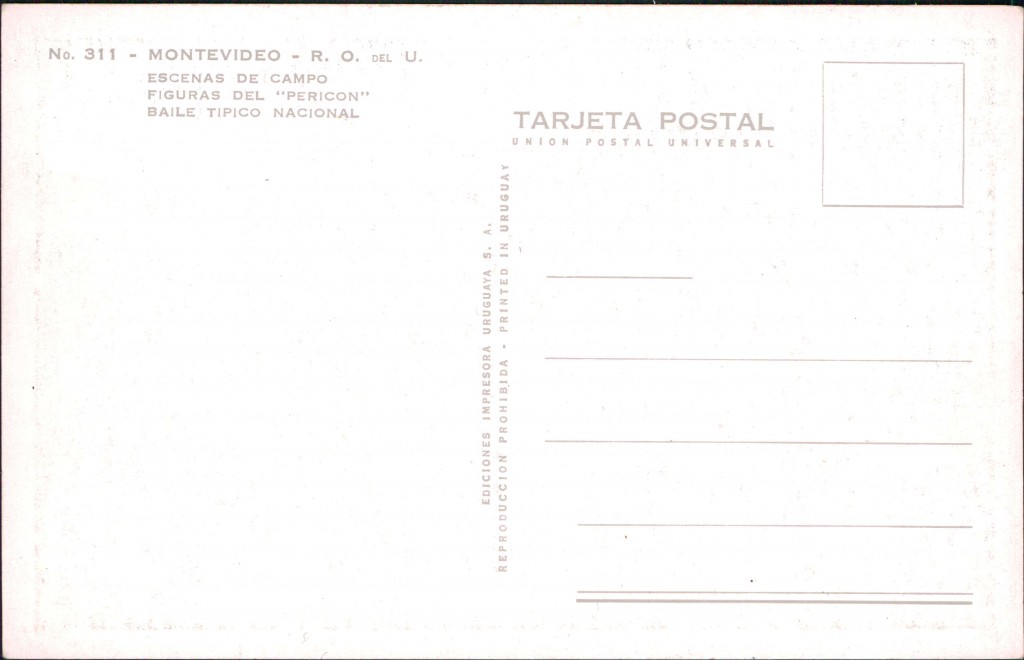 No. 311 - MONTEVIDEO - R. O. DEL U.
ESCENAS DE CAMPO
FIGURAS DEL "PERICON"
BAILE TIPICO NACIONAL
TARJETA POSTAL
UNION POSTAL UNIVERSAL
EDICIONES IMPRESORA URUGUAYA S. A.
REPRODUCCION PROHIBIDA - PRINTED IN URUGUAY